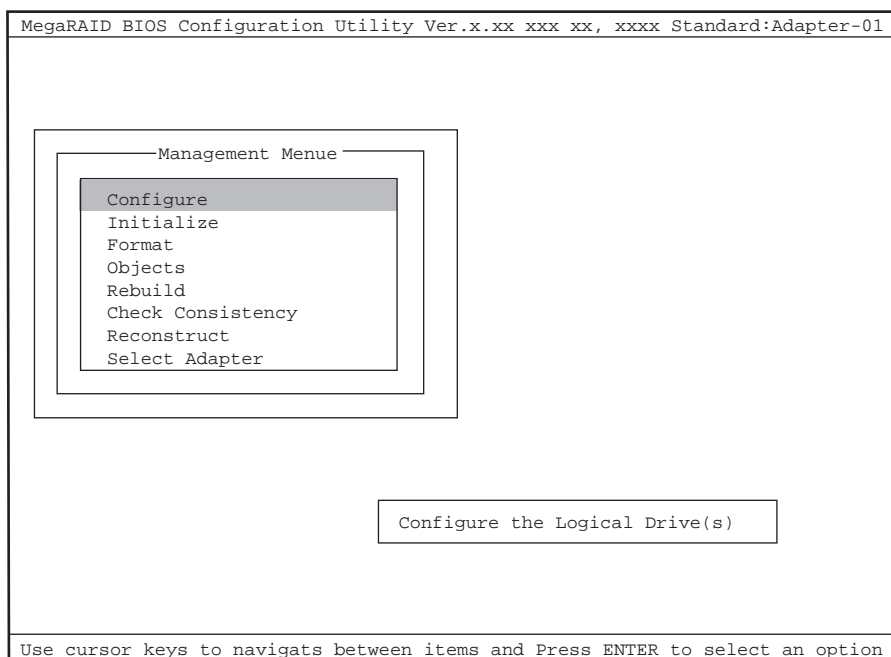 MegaRAID BIOS Configuration Utility Ver.x.xx xxx xx, xxxx Standard:Adapter-01
Management Menue
Configure
Initialize
Format
Objects
Rebuild
Check Consistency
Reconstruct
Select Adapter
Configure the Logical Drive(s)
Use cursor keys to navigats between items and Press ENTER to select an option